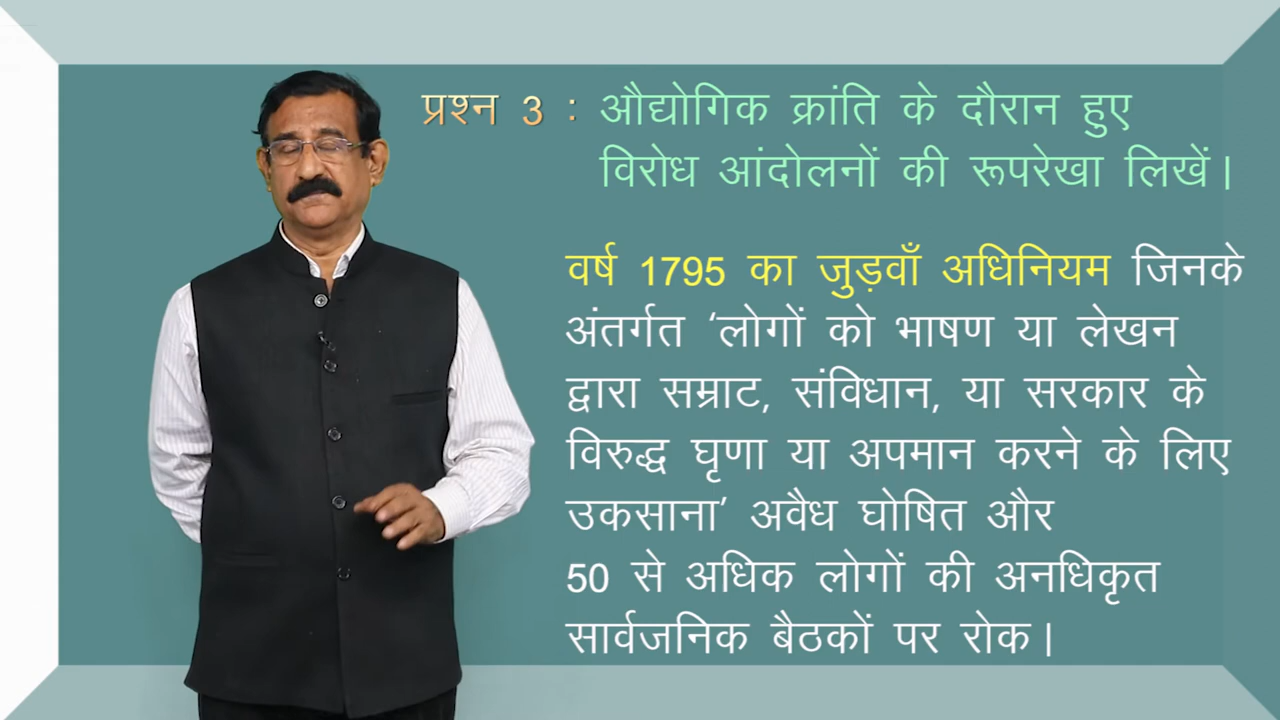 प्रश्न 3 : औद्योगिक क्रांति के दौरान हुए
विरोध आंदोलनों की रूपरेखा लिखें।
वर्ष 1795 का जुड़वाँ अधिनियम जिनके
अंतर्गत ‘लोगों को भाषण या लेखन
द्वारा सम्राट, संविधान, या सरकार के
विरुद्ध घृणा या अपमान करने के लिए
उकसाना’ अवैध घोषित और
50 से अधिक लोगों की अनधिकृत
सार्वजनिक बैठकों पर रोक।